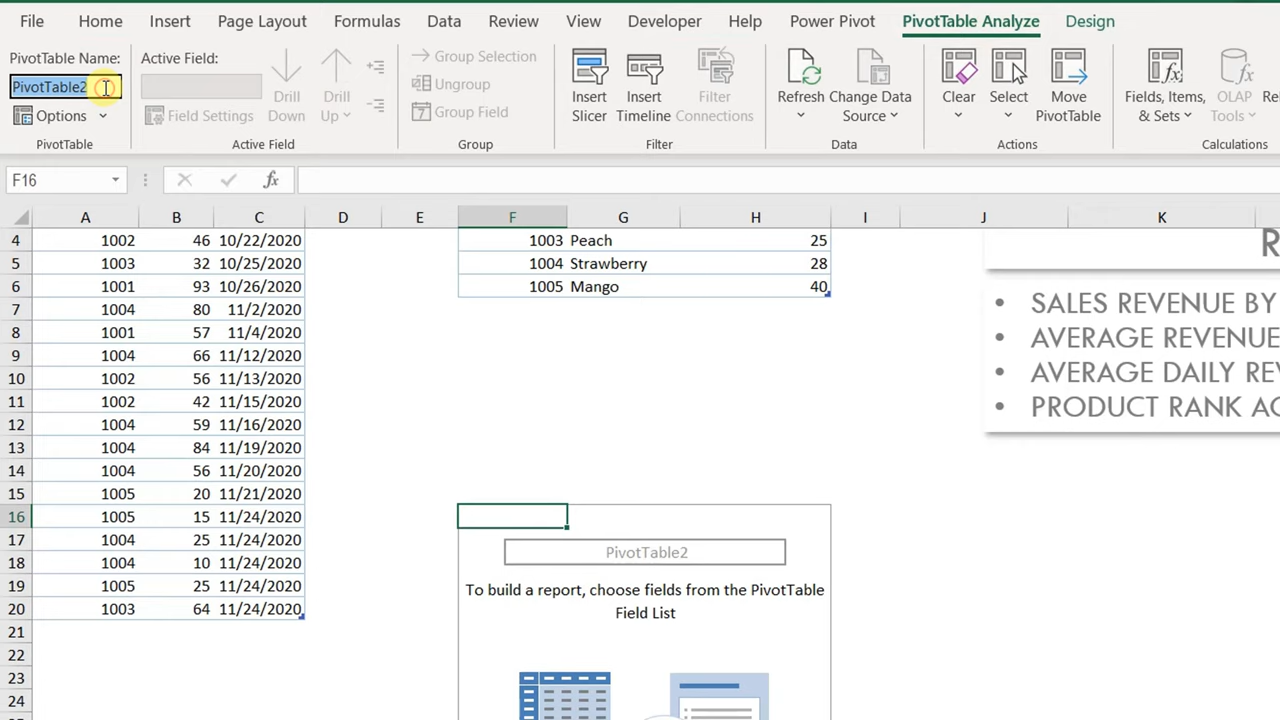 File Home Insert Page Layout Formulas Data Review View Developer Help Power Pivot PivotTable Analyze Design
PivotTable Name:
PivotTable2
Options
PivotTable
Active Field:
Field Settings
Drill
Down
Drill
Up
Active Field
Group Selection
Ungroup
Group Field
Group
Insert
Slicer
Insert
Timeline
Filter
Connections
Filter
Refresh
Change Data
Source
Data
Clear
Select
Move
PivotTable
Actions
Fields, Items,
& Sets
OLAP
Tools
Calculations
F16
fx
A B C D E F G H I J K
4 1002 46 10/22/2020 1003 Peach 25
5 1003 32 10/25/2020 1004 Strawberry 28
6 1001 93 10/26/2020 1005 Mango 40
7 1004 80 11/2/2020
8 1001 57 11/4/2020
9 1004 66 11/12/2020
10 1002 56 11/13/2020
11 1002 42 11/15/2020
12 1004 59 11/16/2020
13 1004 84 11/19/2020
14 1004 56 11/20/2020
15 1005 20 11/21/2020
16 1005 15 11/24/2020
17 1004 25 11/24/2020
18 1004 10 11/24/2020
19 1005 25 11/24/2020
20 1003 64 11/24/2020
21
22
23
24
PivotTable2
To build a report, choose fields from the PivotTable
Field List
• SALES REVENUE BY
• AVERAGE REVENUE
• AVERAGE DAILY
• PRODUCT RANK